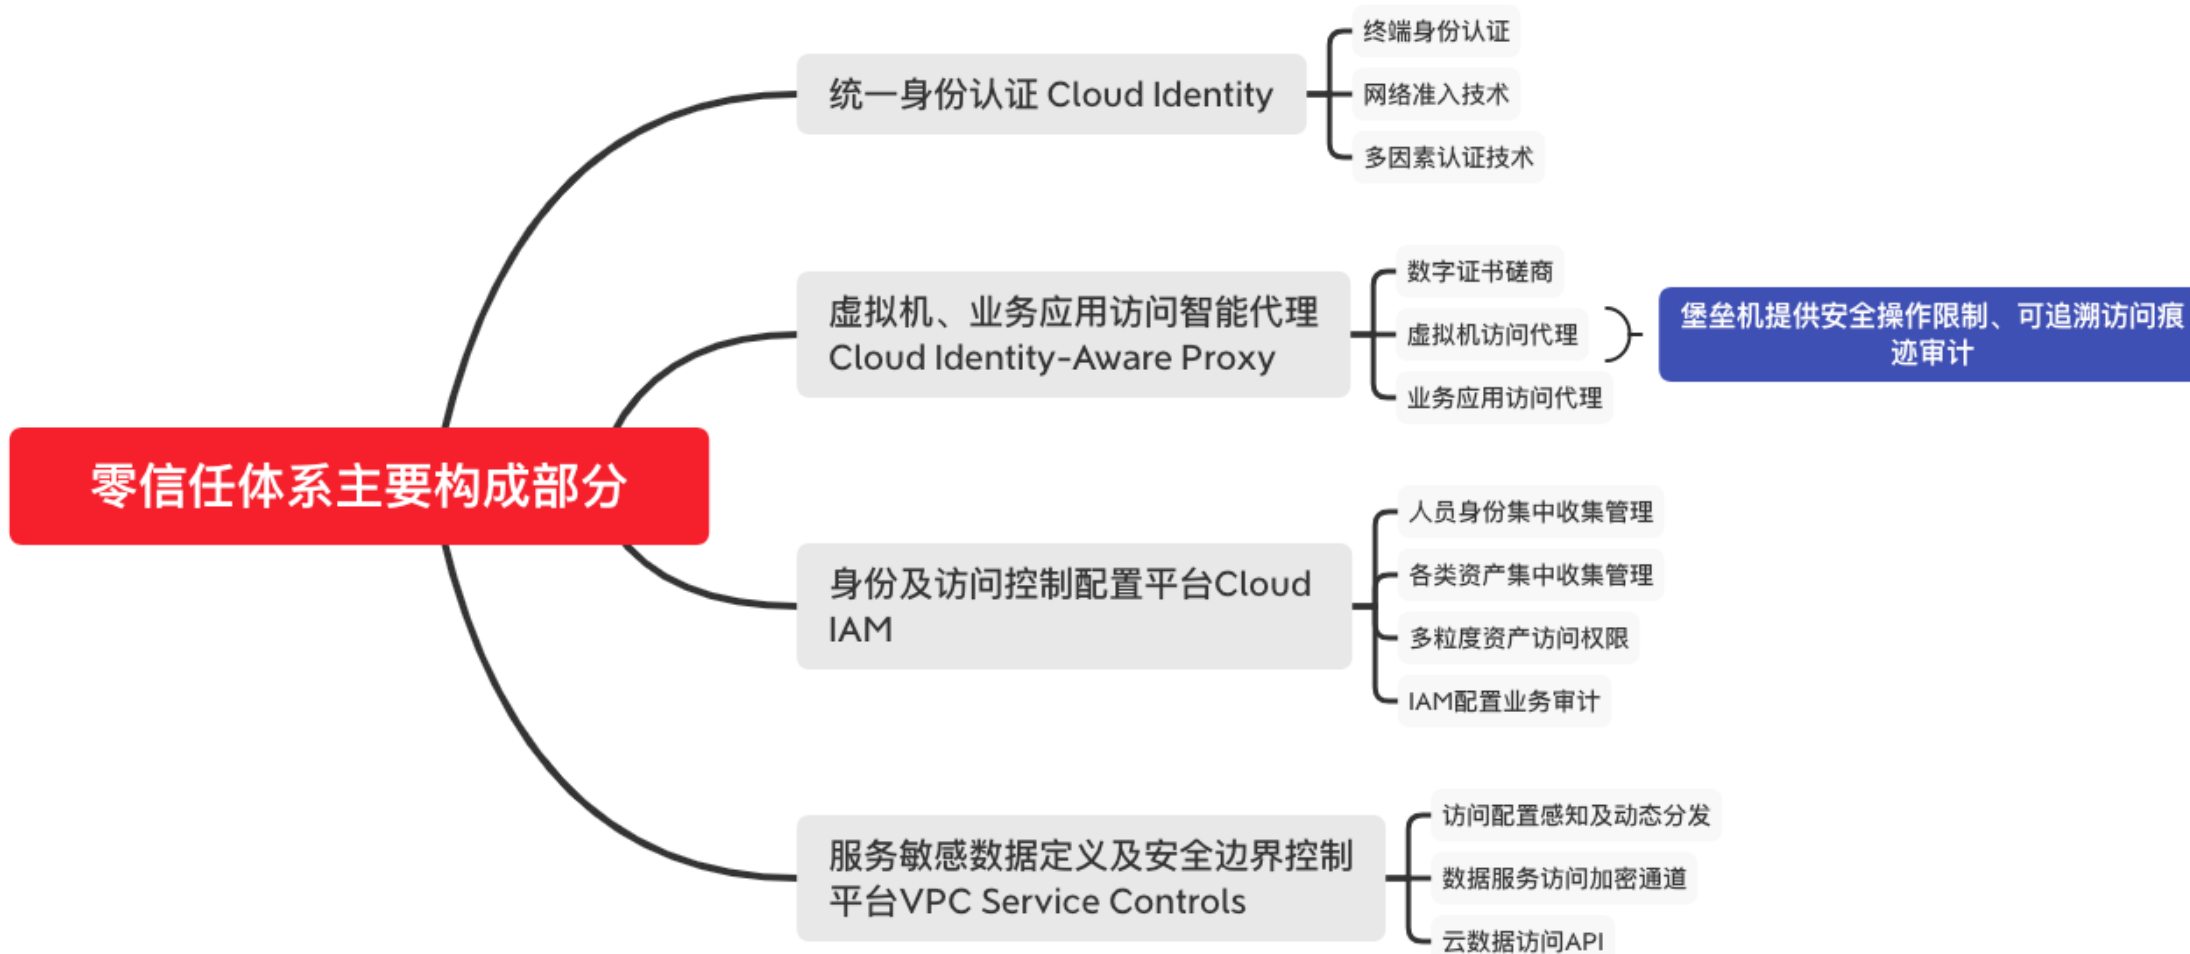 零信任体系主要构成部分
统一身份认证 Cloud Identity
终端身份认证
网络准入技术
多因素认证技术
虚拟机、业务应用访问智能代理
Cloud Identity-Aware Proxy
数字证书磋商
虚拟机访问代理
业务应用访问代理
堡垒机提供安全操作限制、可追溯访问痕
迹审计
身份及访问控制配置平台Cloud
IAM
人员身份集中收集管理
各类资产集中收集管理
多粒度资产访问权限
IAM配置业务审计
服务敏感数据定义及安全边界控制
平台VPC Service Controls
访问配置感知及动态分发
数据服务访问加密通道
云数据访问API